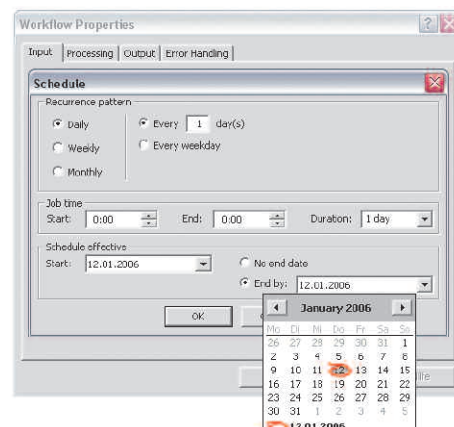 Workflow Properties
Input Processing Output Error Handling
Schedule
Recurrence pattern
Daily Every 1 day(s)
Weekly Every weekday
Monthly
Job time
Start: 0:00 End: 0:00 Duration: 1 day
Schedule effective
Start: 12.01.2006 No end date
End by: 12.01.2006
OK
January 2006
Mo Di Mi Do Fr Sa So
26 27 28 29 30 31 1
2 3 4 5 6 7 8
9 10 11 12 13 14 15
16 17 18 19 20 21 22
23 24 25 26 27 28 29
30 31 1 2 3 4 5
12.01.2006